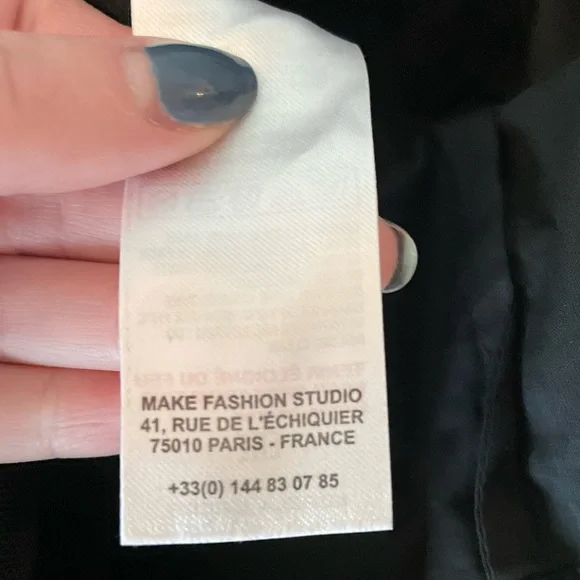 MAKE FASHION STUDIO
41, RUE DE L'ÉCHIQUIER
75010 PARIS - FRANCE
+33(0) 144 83 07 85